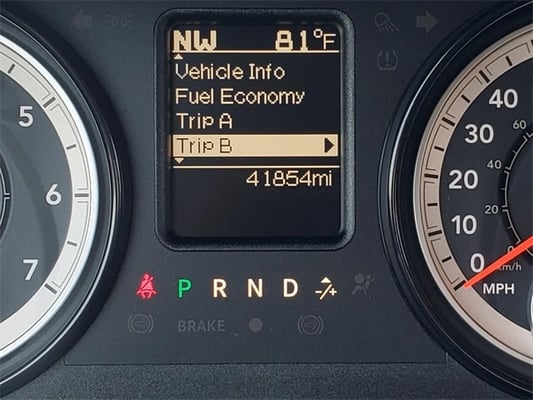 NW 81°F
Vehicle Info
Fuel Economy
Trip A
Trip B
41854mi
5
6
7
40
30
20
10
0
60
40
20
0 km/h
MPH
P R N D -/+
BRAKE